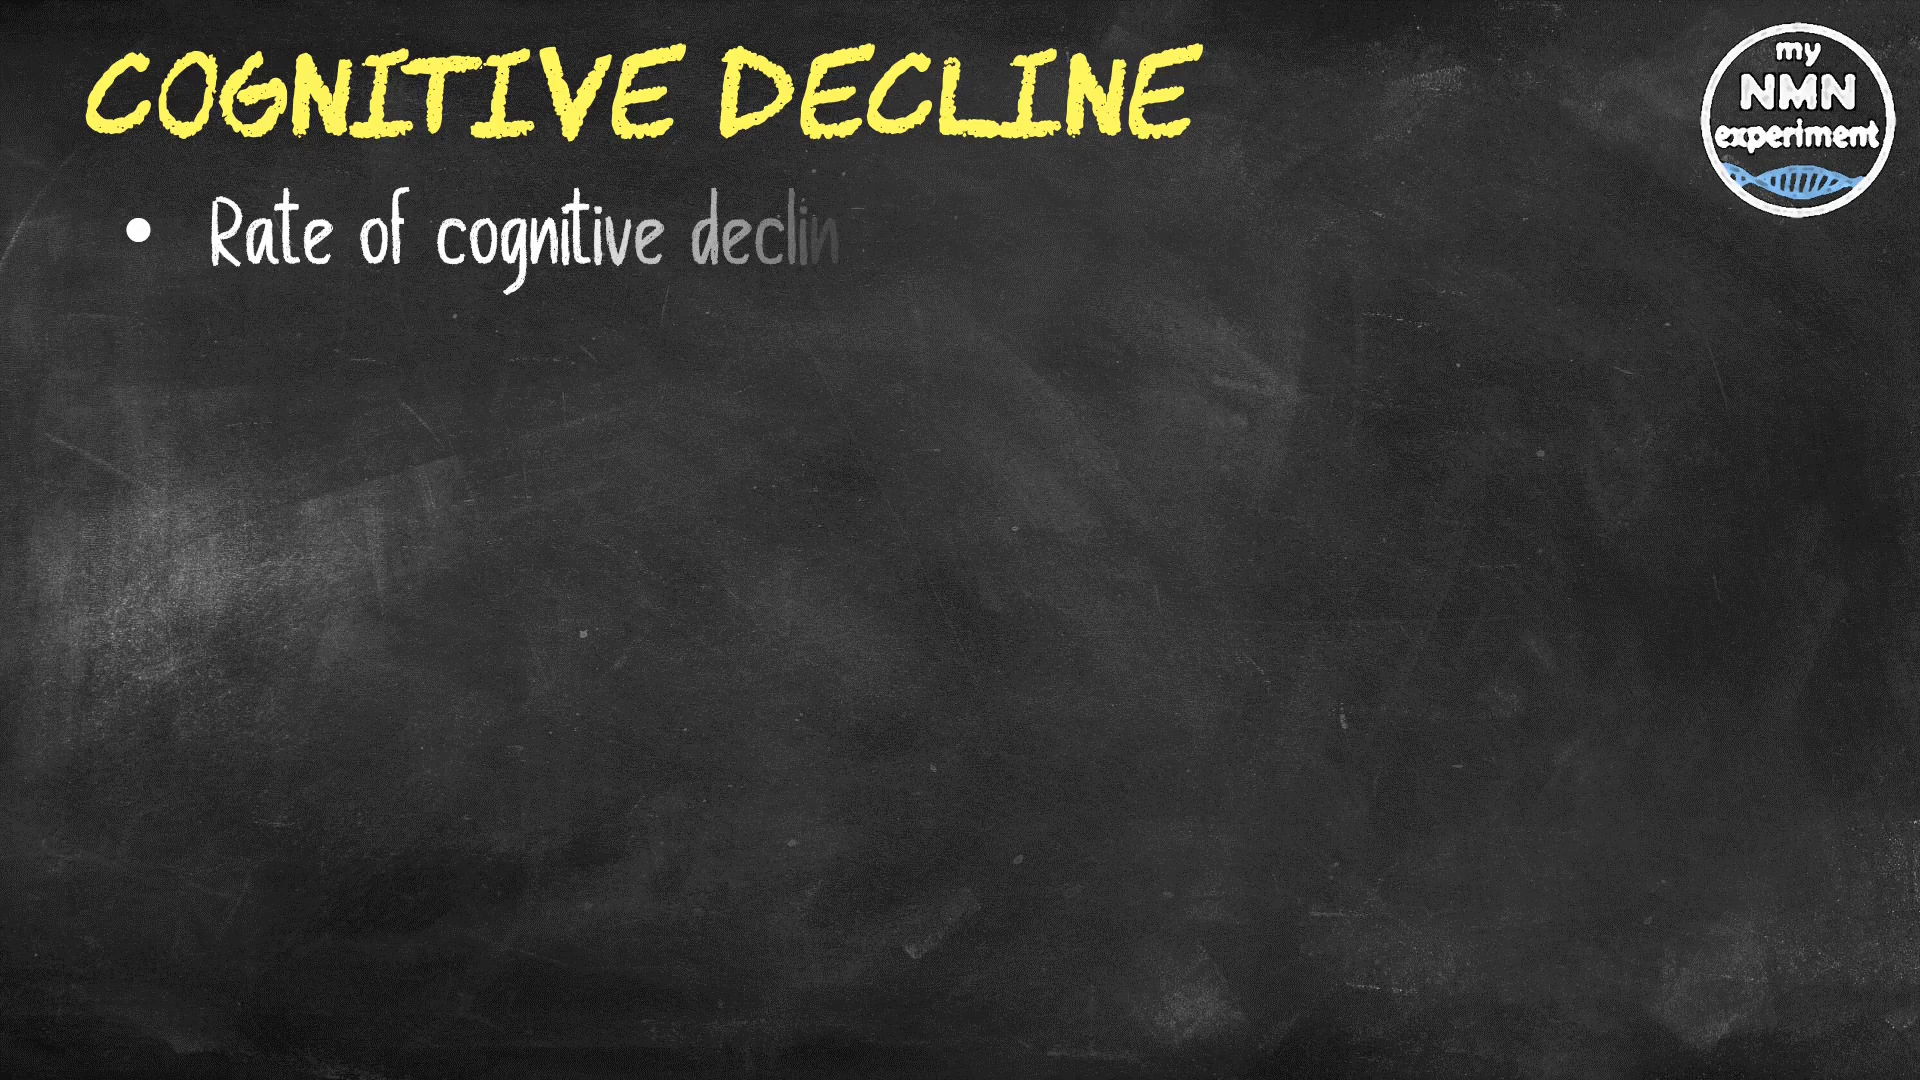 COGNITIVE DECLINE
my
NMN
experiment
• Rate of cognitive declin